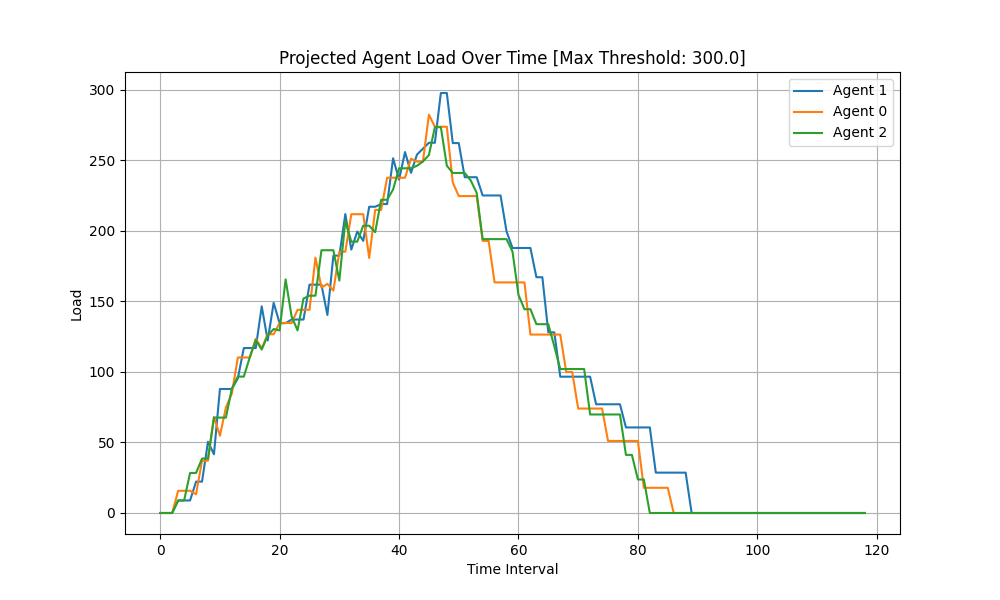 Projected Agent Load Over Time [Max Threshold: 300.0]
Agent 1
Agent 0
Agent 2
300
250
200
150
100
50
0
Load
0 20 40 60 80 100 120
Time Interval